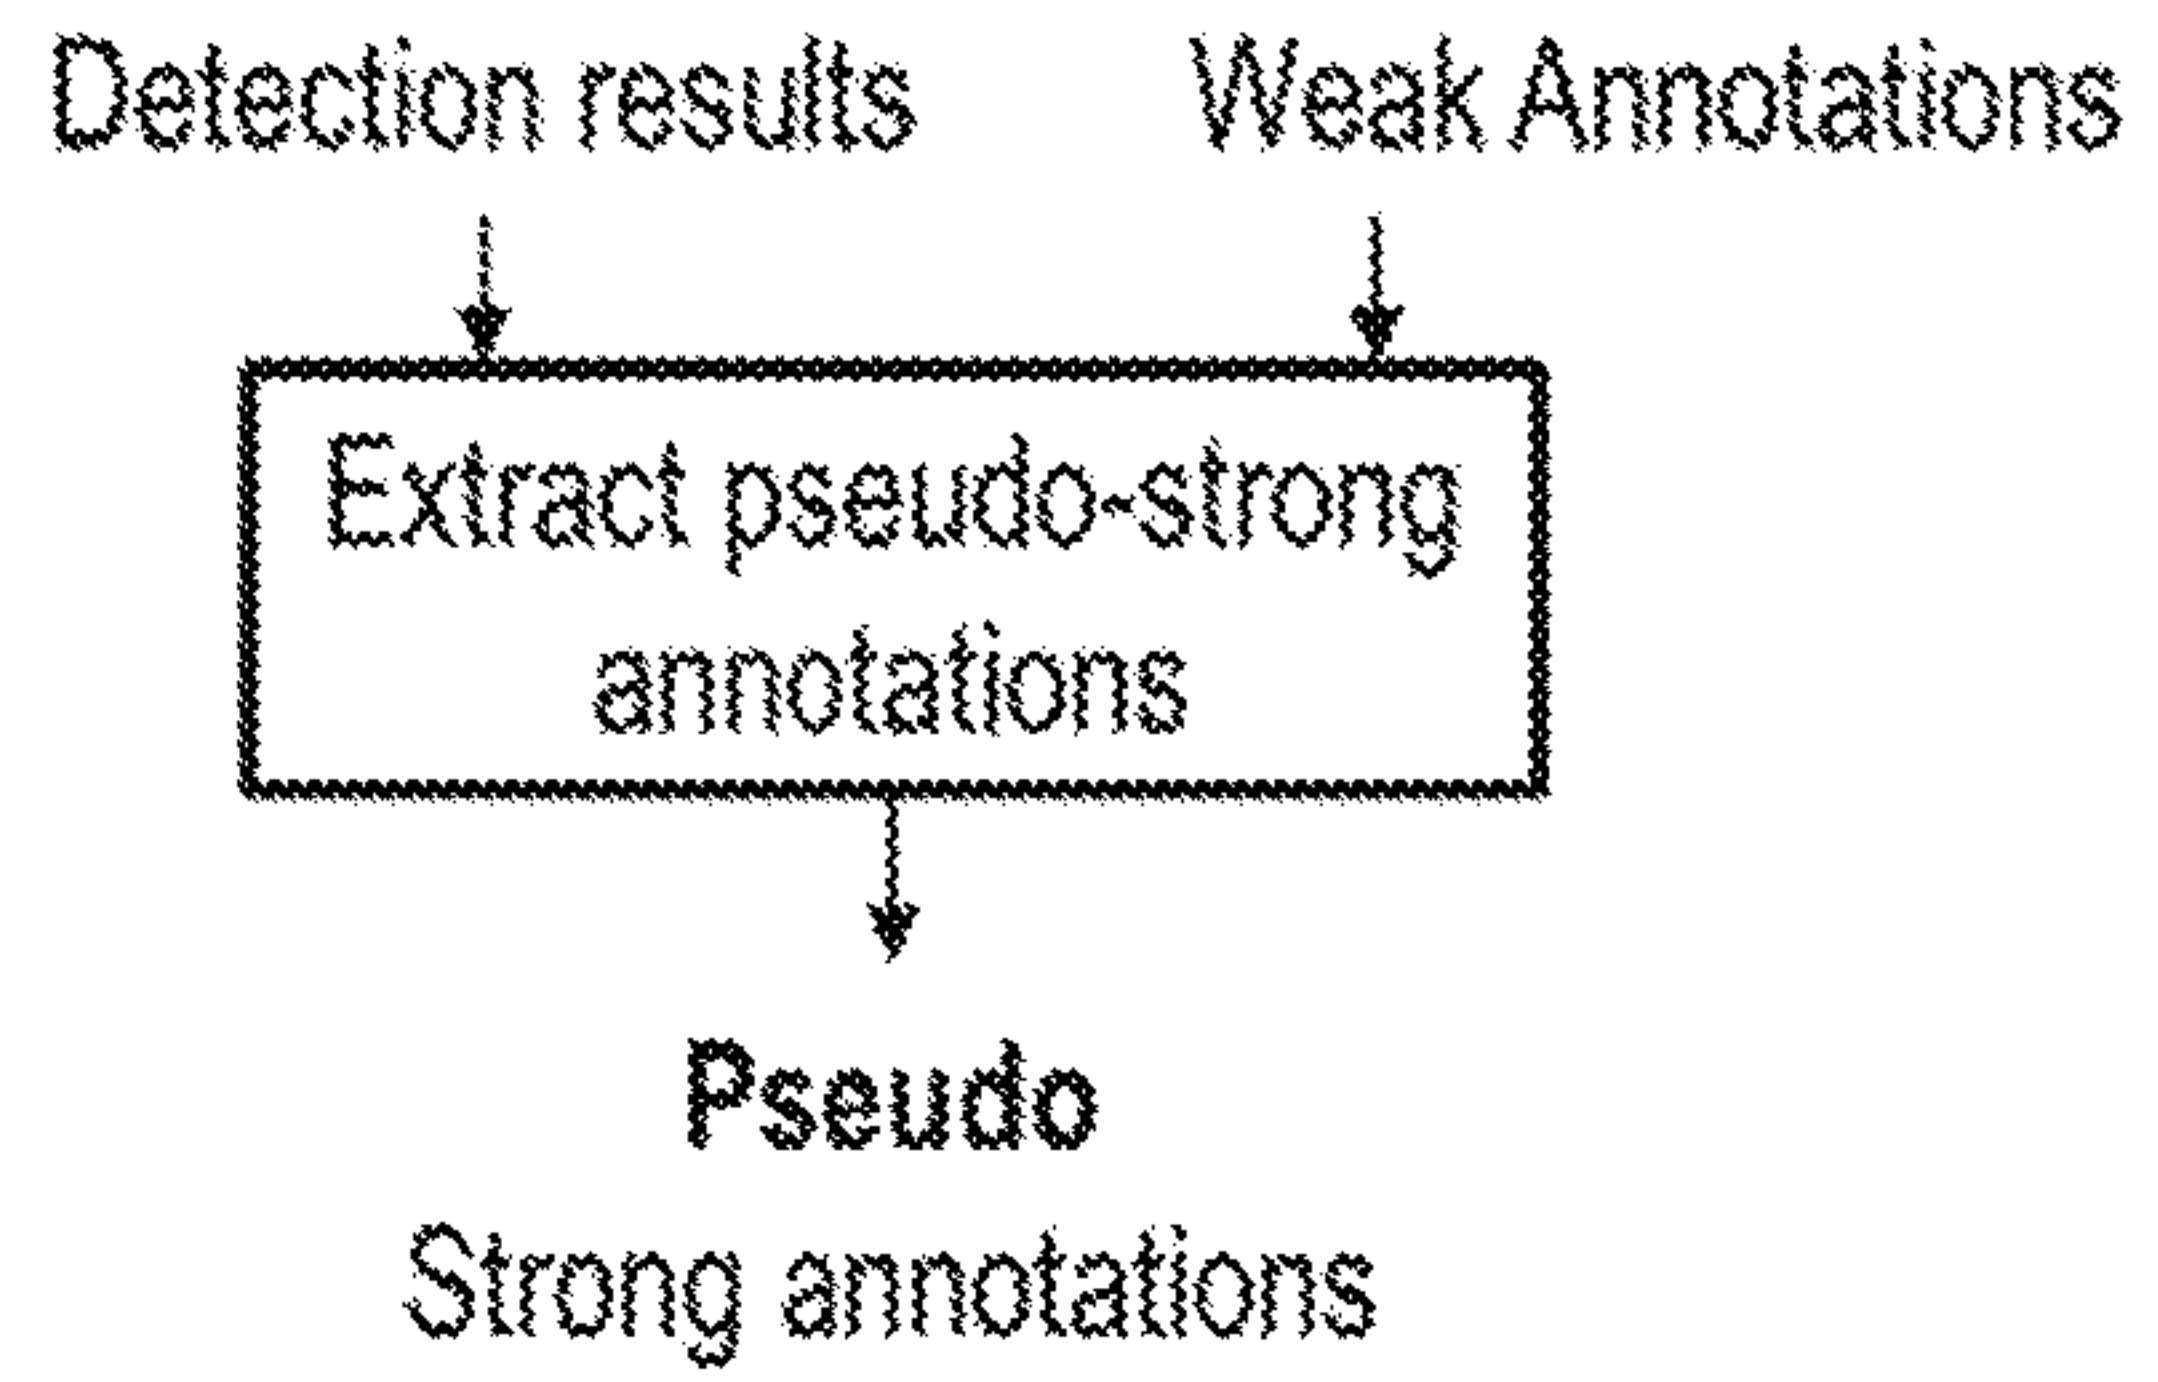 Detection results
Weak Annotations
Extract pseudo-strong
annotations
Pseudo
Strong annotations